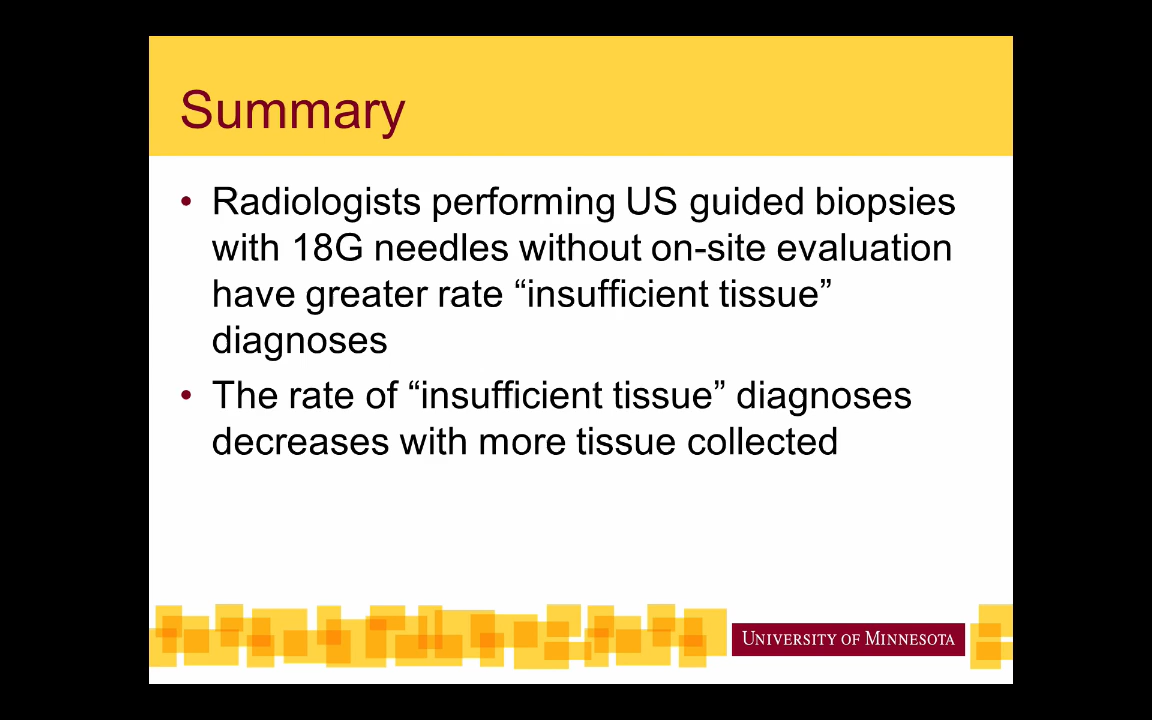 Summary
• Radiologists performing US guided biopsies
with 18G needles without on-site evaluation
have greater rate “insufficient tissue”
diagnoses
• The rate of “insufficient tissue” diagnoses
decreases with more tissue collected
UNIVERSITY OF MINNESOTA